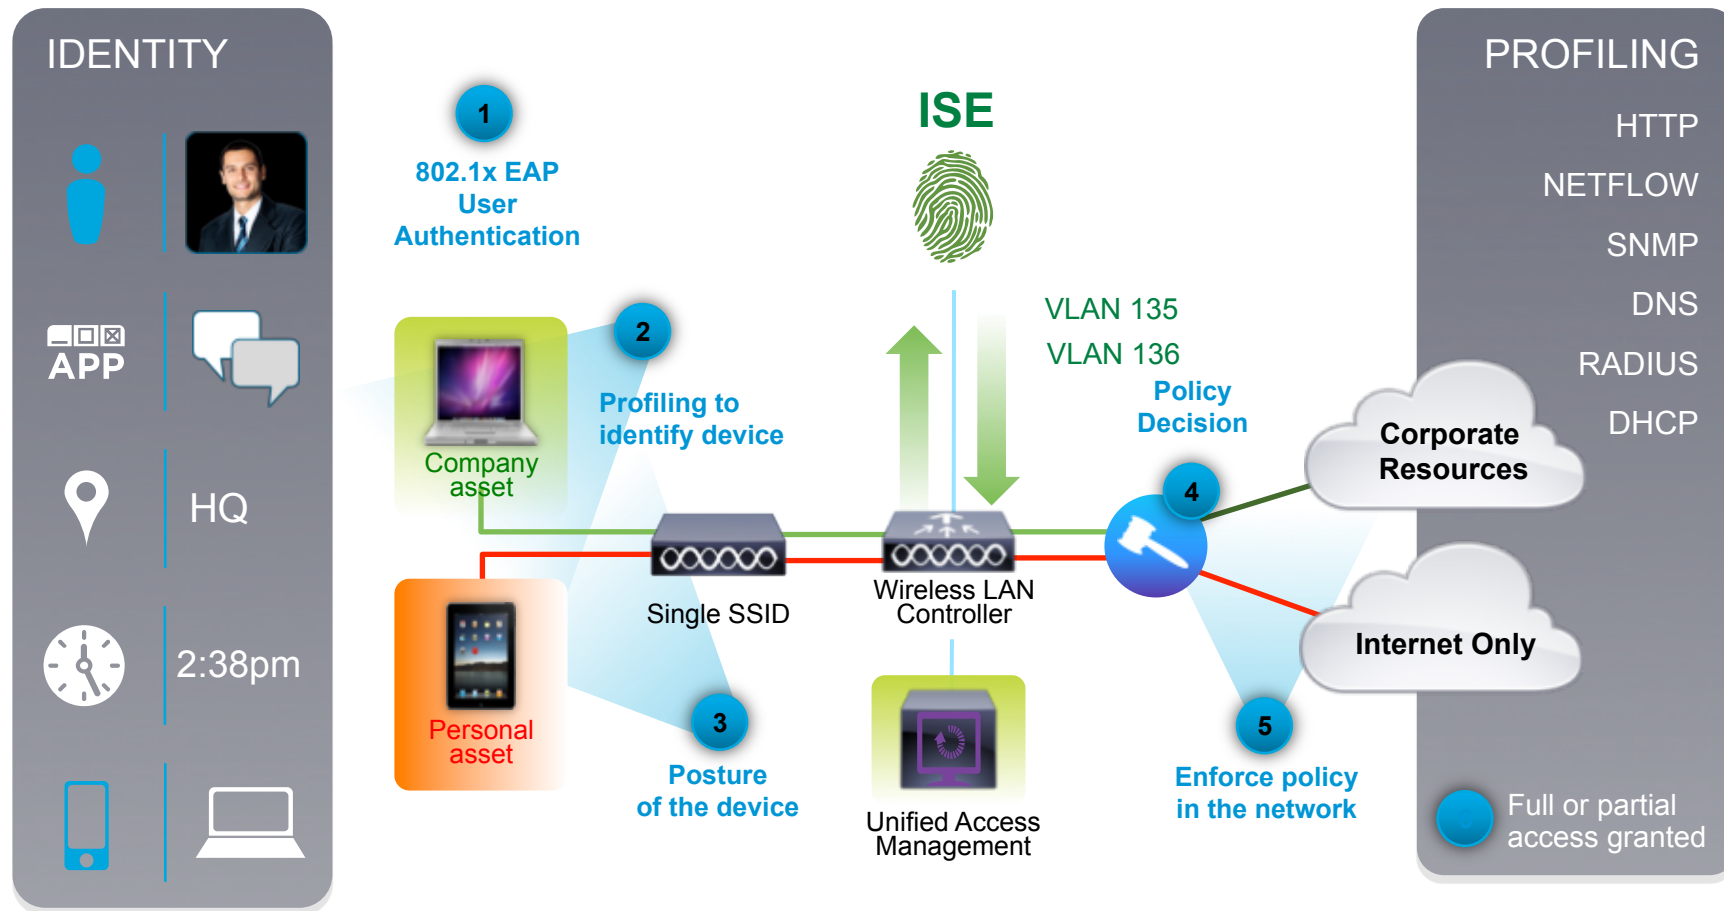 IDENTITY
APP
HQ
2:38pm
1
802.1x EAP
User
Authentication
2
Profiling to
identify device
Company
asset
Personal
asset
3
Posture
of the device
Single SSID
ISE
VLAN 135
VLAN 136
Wireless LAN
Controller
Unified Access
Management
Policy
Decision
4
5
Enforce policy
in the network
Corporate
Resources
Internet Only
PROFILING
HTTP
NETFLOW
SNMP
DNS
RADIUS
DHCP
Full or partial
access granted